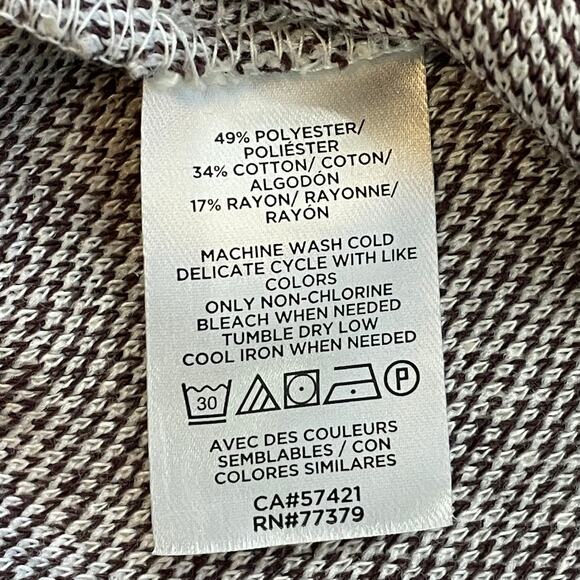 49% POLYESTER/
POLIÉSTER
34% COTTON/ COTON/
ALGODÓN
17% RAYON/ RAYONNE/
RAYÓN
MACHINE WASH COLD
DELICATE CYCLE WITH LIKE
COLORS
ONLY NON-CHLORINE
BLEACH WHEN NEEDED
TUMBLE DRY LOW
COOL IRON WHEN NEEDED
30 P
AVEC DES COULEURS
SEMBLABLES / CON
COLORES SIMILARES
CA#57421
RN#77379